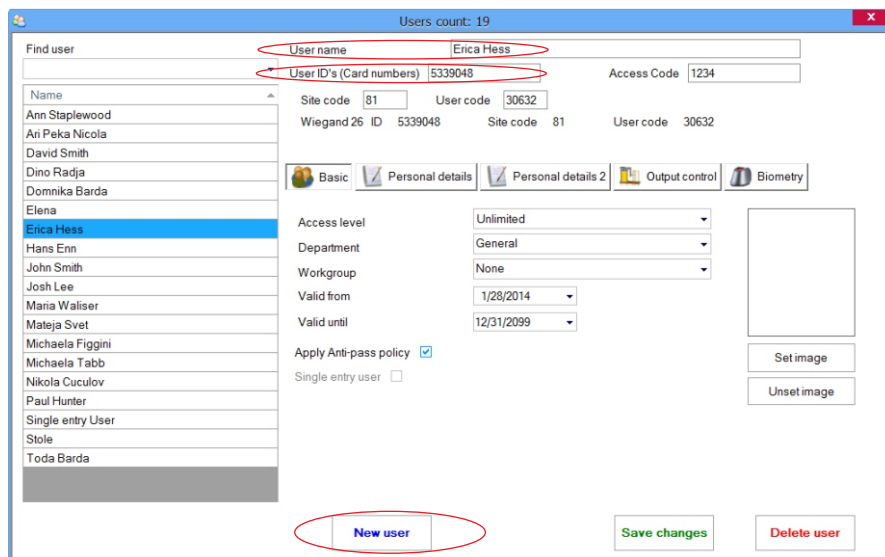 Users count: 19
x
Find user
User name Erica Hess
User ID's (Card numbers) 5339048 Access Code 1234
Name
Site code 81 User code 30632
Wiegand 26 ID 5339048 Site code 81 User code 30632
Ann Staplewood
Ari Peka Nicola
David Smith
Dino Radja
Domnika Barda
Elena
Erica Hess
Hans Enn
John Smith
Josh Lee
Maria Waliser
Mateja Svet
Michaela Figgini
Michaela Tabb
Nikola Cuculov
Paul Hunter
Single entry User
Stole
Toda Barda
Basic Personal details Personal details 2 Output control Biometry
Access level Unlimited
Department General
Workgroup None
Valid from 1/28/2014
Valid until 12/31/2099
Apply Anti-pass policy
Single entry user
Set image
Unset image
New user Save changes Delete user